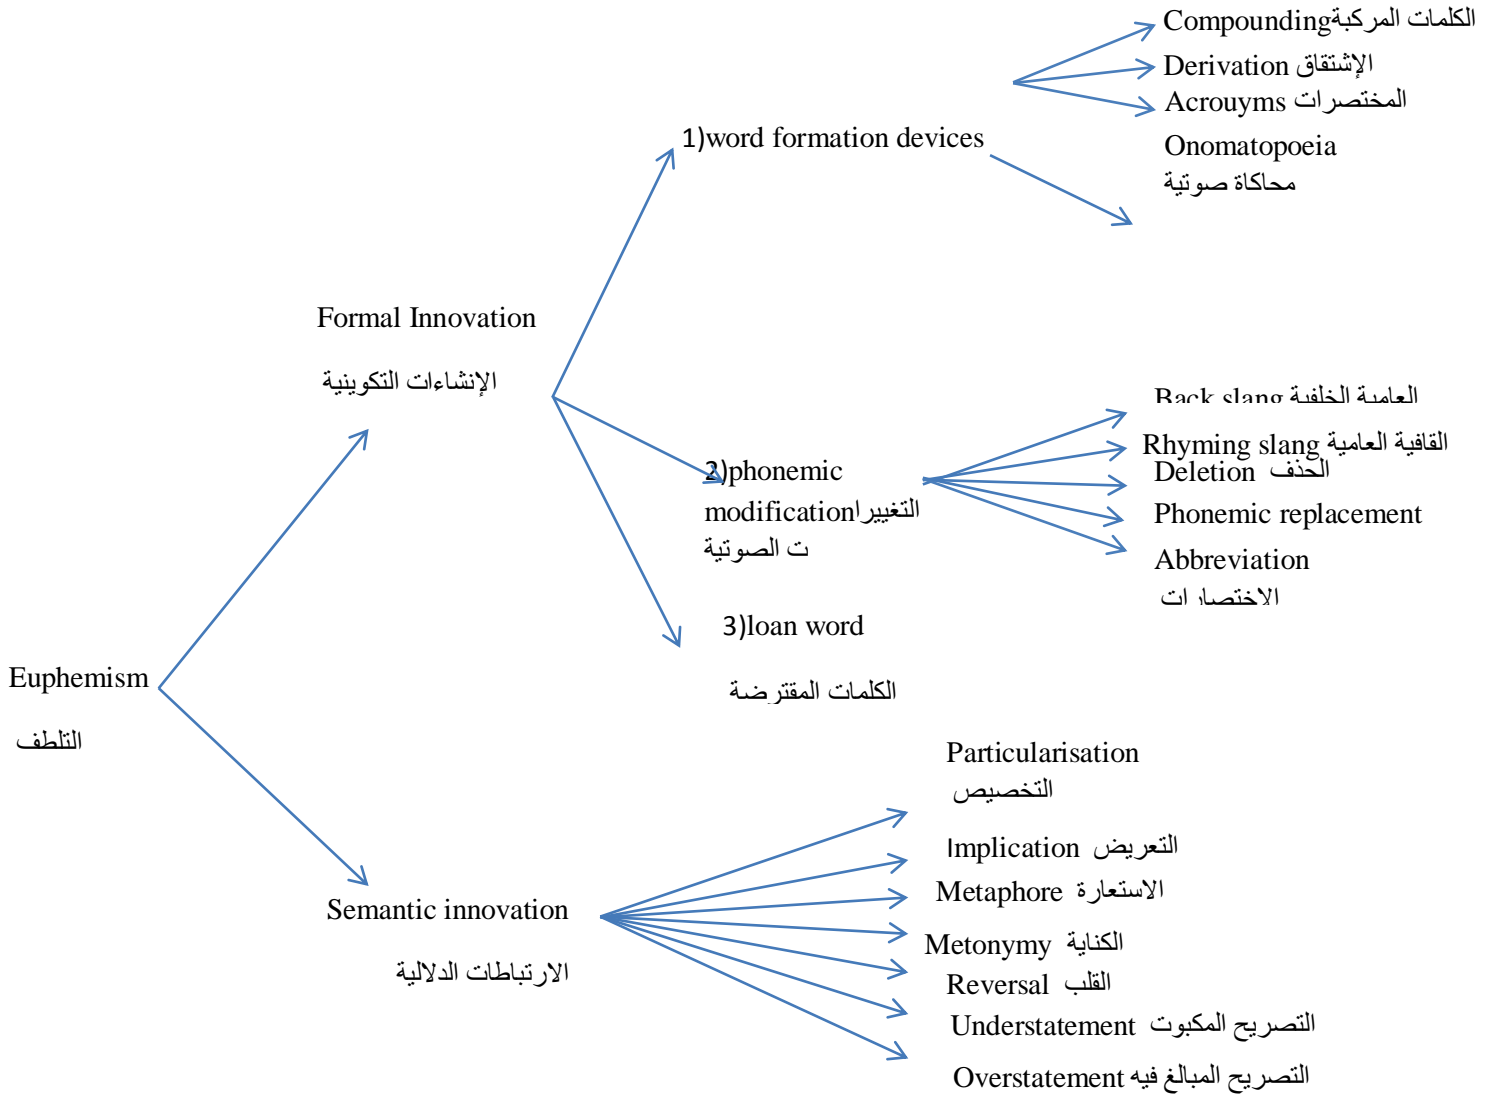 Compoundingالكلمات المركبة
Derivation الإشتقاق
Acrouyms المختصرات
Onomatopoeia
محاكاة صوتية
1)word formation devices
Formal Innovation
الإنشاءات التكوينية
Back slang العامية الخلفية
Rhyming slang القافية العامية
Deletion الحذف
Phonemic replacement
Abbreviation
الاختصارات
2)phonemic
modificationالتغييرا
ت الصوتية
3)loan word
الكلمات المقترضة
Euphemism
التلطف
Particularisation
التخصيص
Implication التعريض
Metaphore الاستعارة
Metonymy الكناية
Reversal القلب
Understatement التصريح المكبوت
Overstatement التصريح المبالغ فيه
Semantic innovation
الارتباطات الدلالية